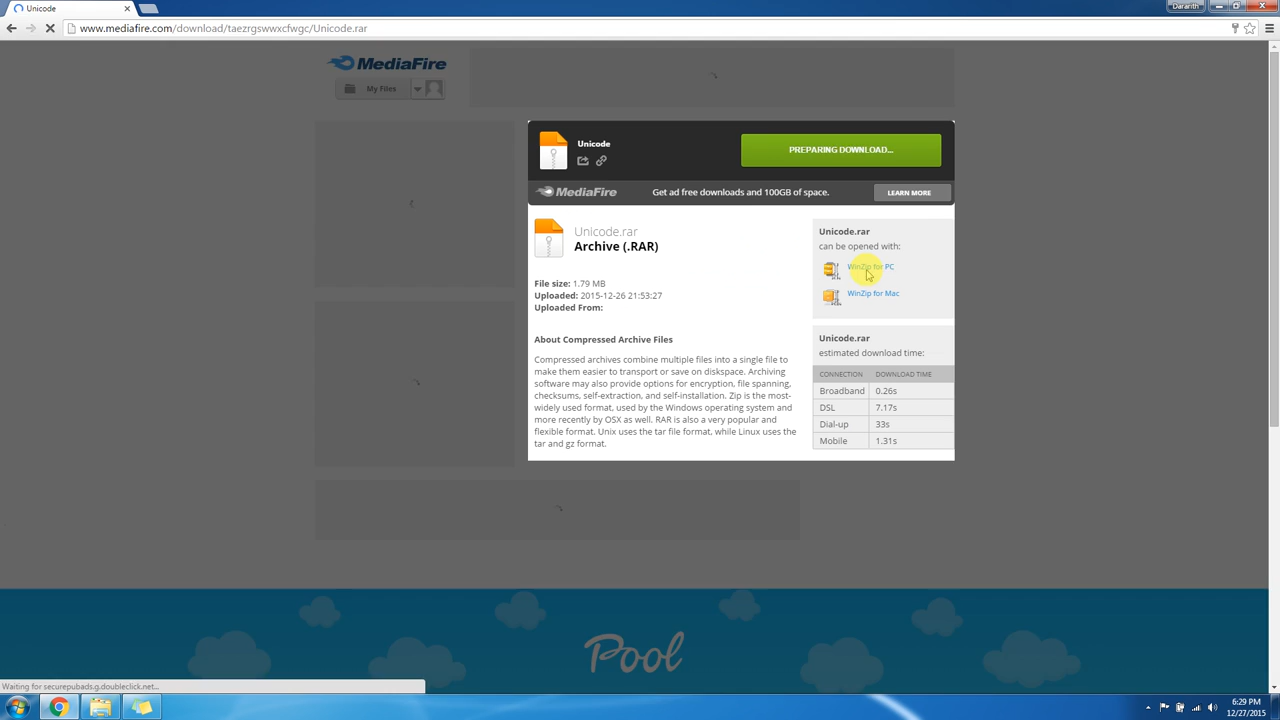 Unicode
Daranth
www.mediafire.com/download/taezrgswwxcfwgc/Unicode.rar
MediaFire
My Files
Unicode
PREPARING DOWNLOAD...
MediaFire
Get ad free downloads and 100GB of space.
LEARN MORE
Unicode.rar
Archive (.RAR)
File size: 1.79 MB
Uploaded: 2015-12-26 21:53:27
Uploaded From:
About Compressed Archive Files
Compressed archives combine multiple files into a single file to
make them easier to transport or save on diskspace. Archiving
software may also provide options for encryption, file spanning,
checksums, self-extraction, and self-installation. Zip is the most-
widely used format, used by the Windows operating system and
more recently by OSX as well. RAR is also a very popular and
flexible format. Unix uses the tar file format, while Linux uses the
tar and gz format.
Unicode.rar
can be opened with:
WinZip for PC
WinZip for Mac
Unicode.rar
estimated download time:
CONNECTION DOWNLOAD TIME
Broadband 0.26s
DSL 7.17s
Dial-up 33s
Mobile 1.31s
Pool
Waiting for securepubads.g.doubleclick.net...
6:29 PM
12/27/2015